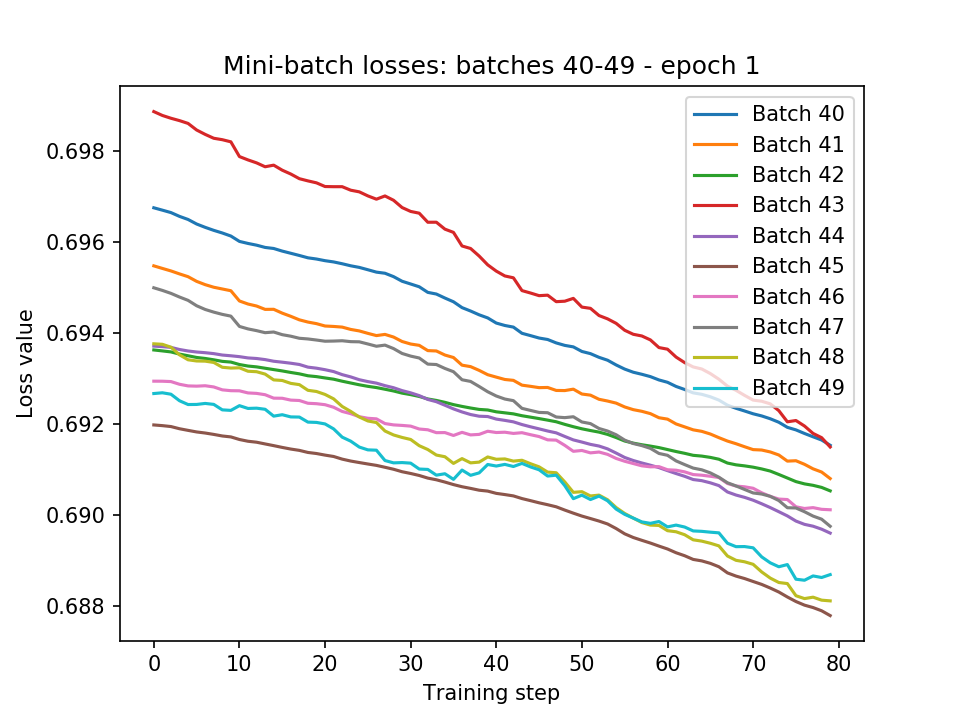 Mini-batch losses: batches 40-49 - epoch 1
Loss value
0.698
0.696
0.694
0.692
0.690
0.688
Batch 40
Batch 41
Batch 42
Batch 43
Batch 44
Batch 45
Batch 46
Batch 47
Batch 48
Batch 49
0 10 20 30 40 50 60 70 80
Training step